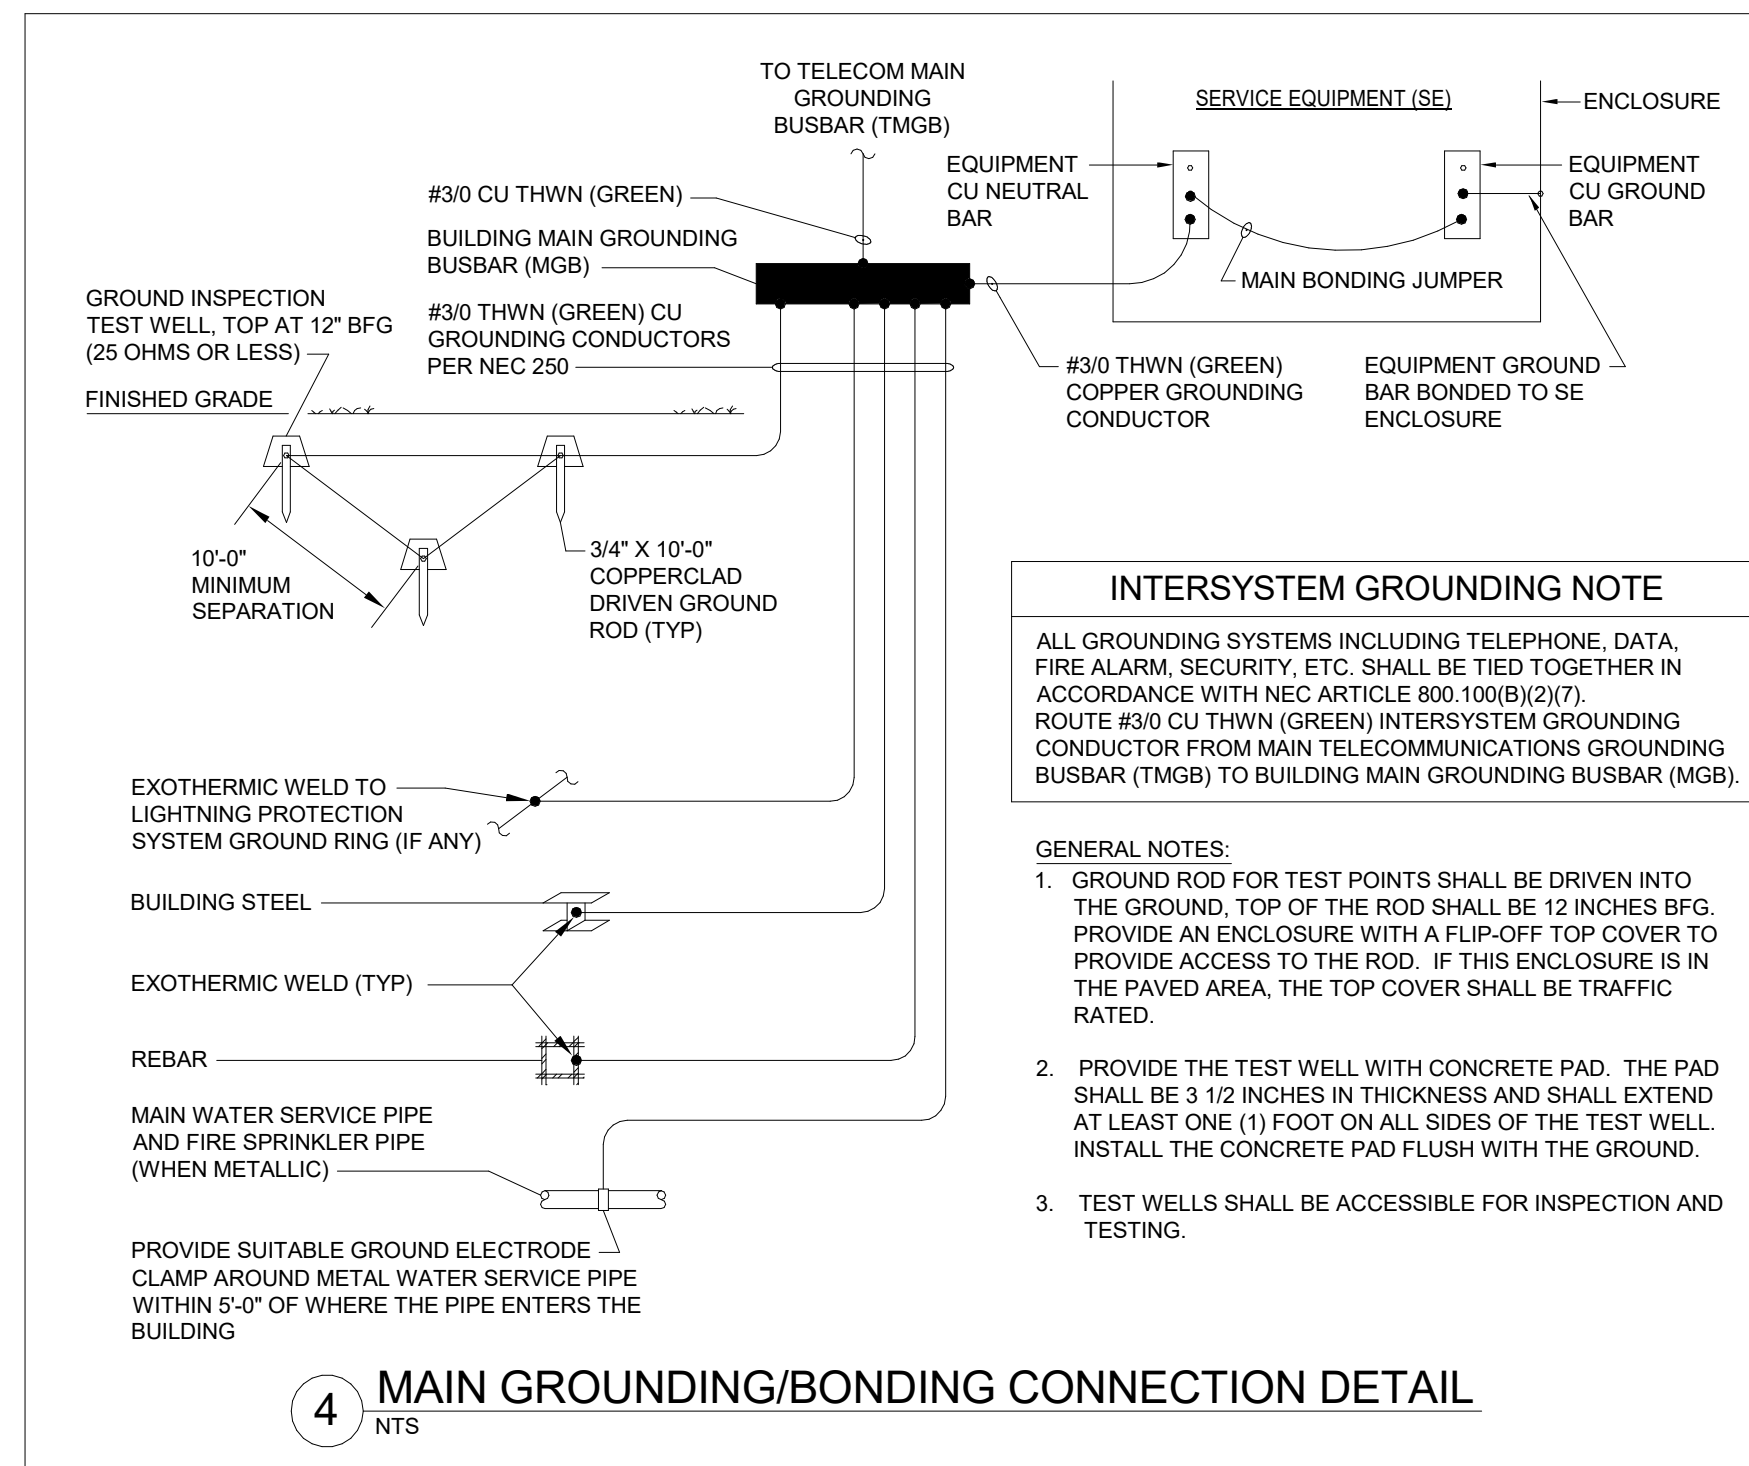 TO TELECOM MAIN
GROUNDING
BUSBAR (TMGB)
SERVICE EQUIPMENT (SE)
ENCLOSURE
EQUIPMENT
CU NEUTRAL
BAR
EQUIPMENT
CU GROUND
BAR
#3/0 CU THWN (GREEN)
BUILDING MAIN GROUNDING
BUSBAR (MGB)
MAIN BONDING JUMPER
GROUND INSPECTION
TEST WELL, TOP AT 12" BFG
(25 OHMS OR LESS)
#3/0 THWN (GREEN) CU
GROUNDING CONDUCTORS
PER NEC 250
#3/0 THWN (GREEN)
COPPER GROUNDING
CONDUCTOR
EQUIPMENT GROUND
BAR BONDED TO SE
ENCLOSURE
FINISHED GRADE
10'-0"
MINIMUM
SEPARATION
3/4" X 10'-0"
COPPERCLAD
DRIVEN GROUND
ROD (TYP)
INTERSYSTEM GROUNDING NOTE
ALL GROUNDING SYSTEMS INCLUDING TELEPHONE, DATA,
FIRE ALARM, SECURITY, ETC. SHALL BE TIED TOGETHER IN
ACCORDANCE WITH NEC ARTICLE 800.100(B)(2)(7).
ROUTE #3/0 CU THWN (GREEN) INTERSYSTEM GROUNDING
CONDUCTOR FROM MAIN TELECOMMUNICATIONS GROUNDING
BUSBAR (TMGB) TO BUILDING MAIN GROUNDING BUSBAR (MGB).
EXOTHERMIC WELD TO
LIGHTNING PROTECTION
SYSTEM GROUND RING (IF ANY)
BUILDING STEEL
EXOTHERMIC WELD (TYP)
REBAR
MAIN WATER SERVICE PIPE
AND FIRE SPRINKLER PIPE
(WHEN METALLIC)
PROVIDE SUITABLE GROUND ELECTRODE
CLAMP AROUND METAL WATER SERVICE PIPE
WITHIN 5'-0" OF WHERE THE PIPE ENTERS THE
BUILDING
GENERAL NOTES:
1. GROUND ROD FOR TEST POINTS SHALL BE DRIVEN INTO
THE GROUND, TOP OF THE ROD SHALL BE 12 INCHES BFG.
PROVIDE AN ENCLOSURE WITH A FLIP-OFF TOP COVER TO
PROVIDE ACCESS TO THE ROD. IF THIS ENCLOSURE IS IN
THE PAVED AREA, THE TOP COVER SHALL BE TRAFFIC
RATED.
2. PROVIDE THE TEST WELL WITH CONCRETE PAD. THE PAD
SHALL BE 3 1/2 INCHES IN THICKNESS AND SHALL EXTEND
AT LEAST ONE (1) FOOT ON ALL SIDES OF THE TEST WELL.
INSTALL THE CONCRETE PAD FLUSH WITH THE GROUND.
3. TEST WELLS SHALL BE ACCESSIBLE FOR INSPECTION AND
TESTING.
4 MAIN GROUNDING/BONDING CONNECTION DETAIL
NTS